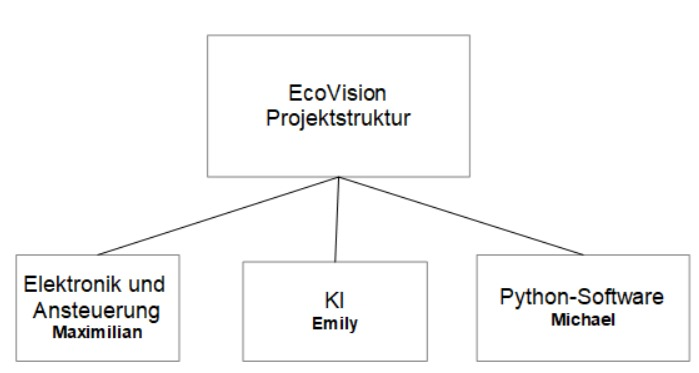 EcoVision
Projektstruktur
Elektronik und
Ansteuerung
Maximilian
KI
Emily
Python-Software
Michael